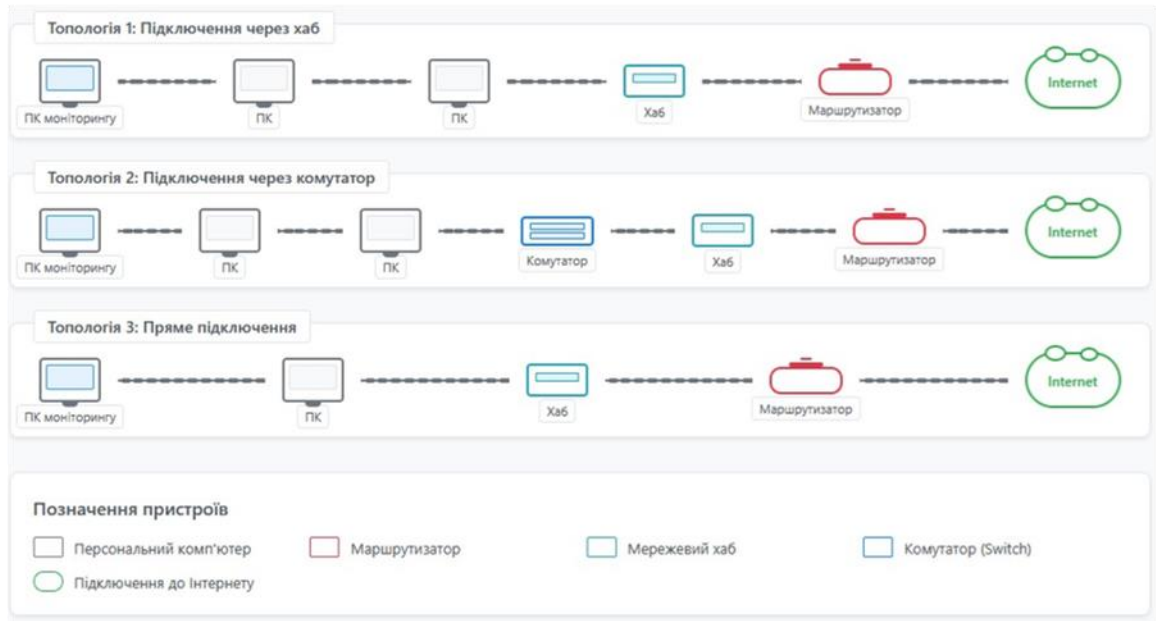 Топологія 1: Підключення через хаб
Internet
ПК моніторингу
ПК
ПК
Хаб
Маршрутизатор
Топологія 2: Підключення через комутатор
Internet
ПК моніторингу
ПК
ПК
Комутатор
Хаб
Маршрутизатор
Топологія 3: Пряме підключення
Internet
ПК моніторингу
ПК
Хаб
Маршрутизатор
Позначення пристроїв
Персональний комп'ютер
Маршрутизатор
Мережевий хаб
Комутатор (Switch)
Підключення до Інтернету